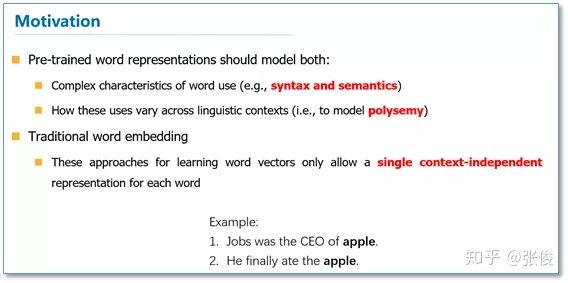 Motivation
Pre-trained word representations should model both:
Complex characteristics of word use (e.g., syntax and semantics)
How these uses vary across linguistic contexts (i.e., to model polysemy)
Traditional word embedding
These approaches for learning word vectors only allow a single context-independent
representation for each word
Example:
1. Jobs was the CEO of apple.
2. He finally ate the apple.
知乎 @张俊